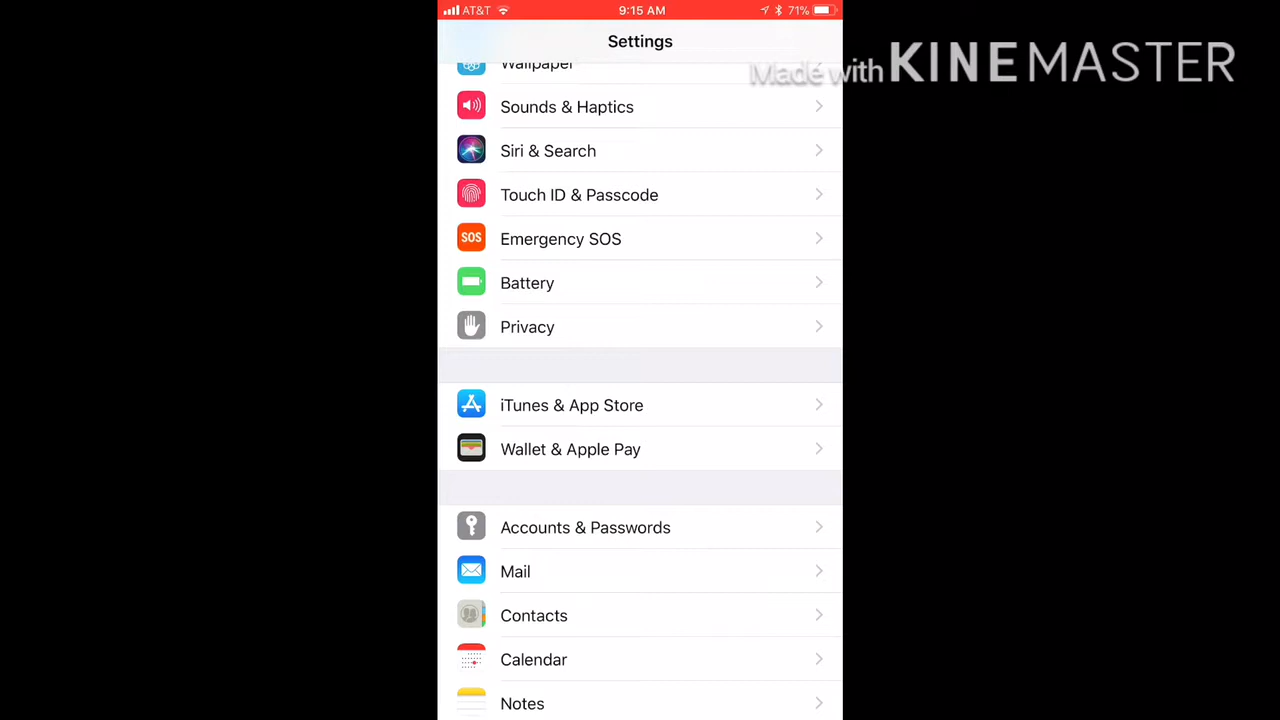 AT&T 9:15 AM 71%
Settings
Made with KINEMASTER
Wallpaper
Sounds & Haptics
Siri & Search
Touch ID & Passcode
SOS Emergency SOS
Battery
Privacy
iTunes & App Store
Wallet & Apple Pay
Accounts & Passwords
Mail
Contacts
Calendar
Notes